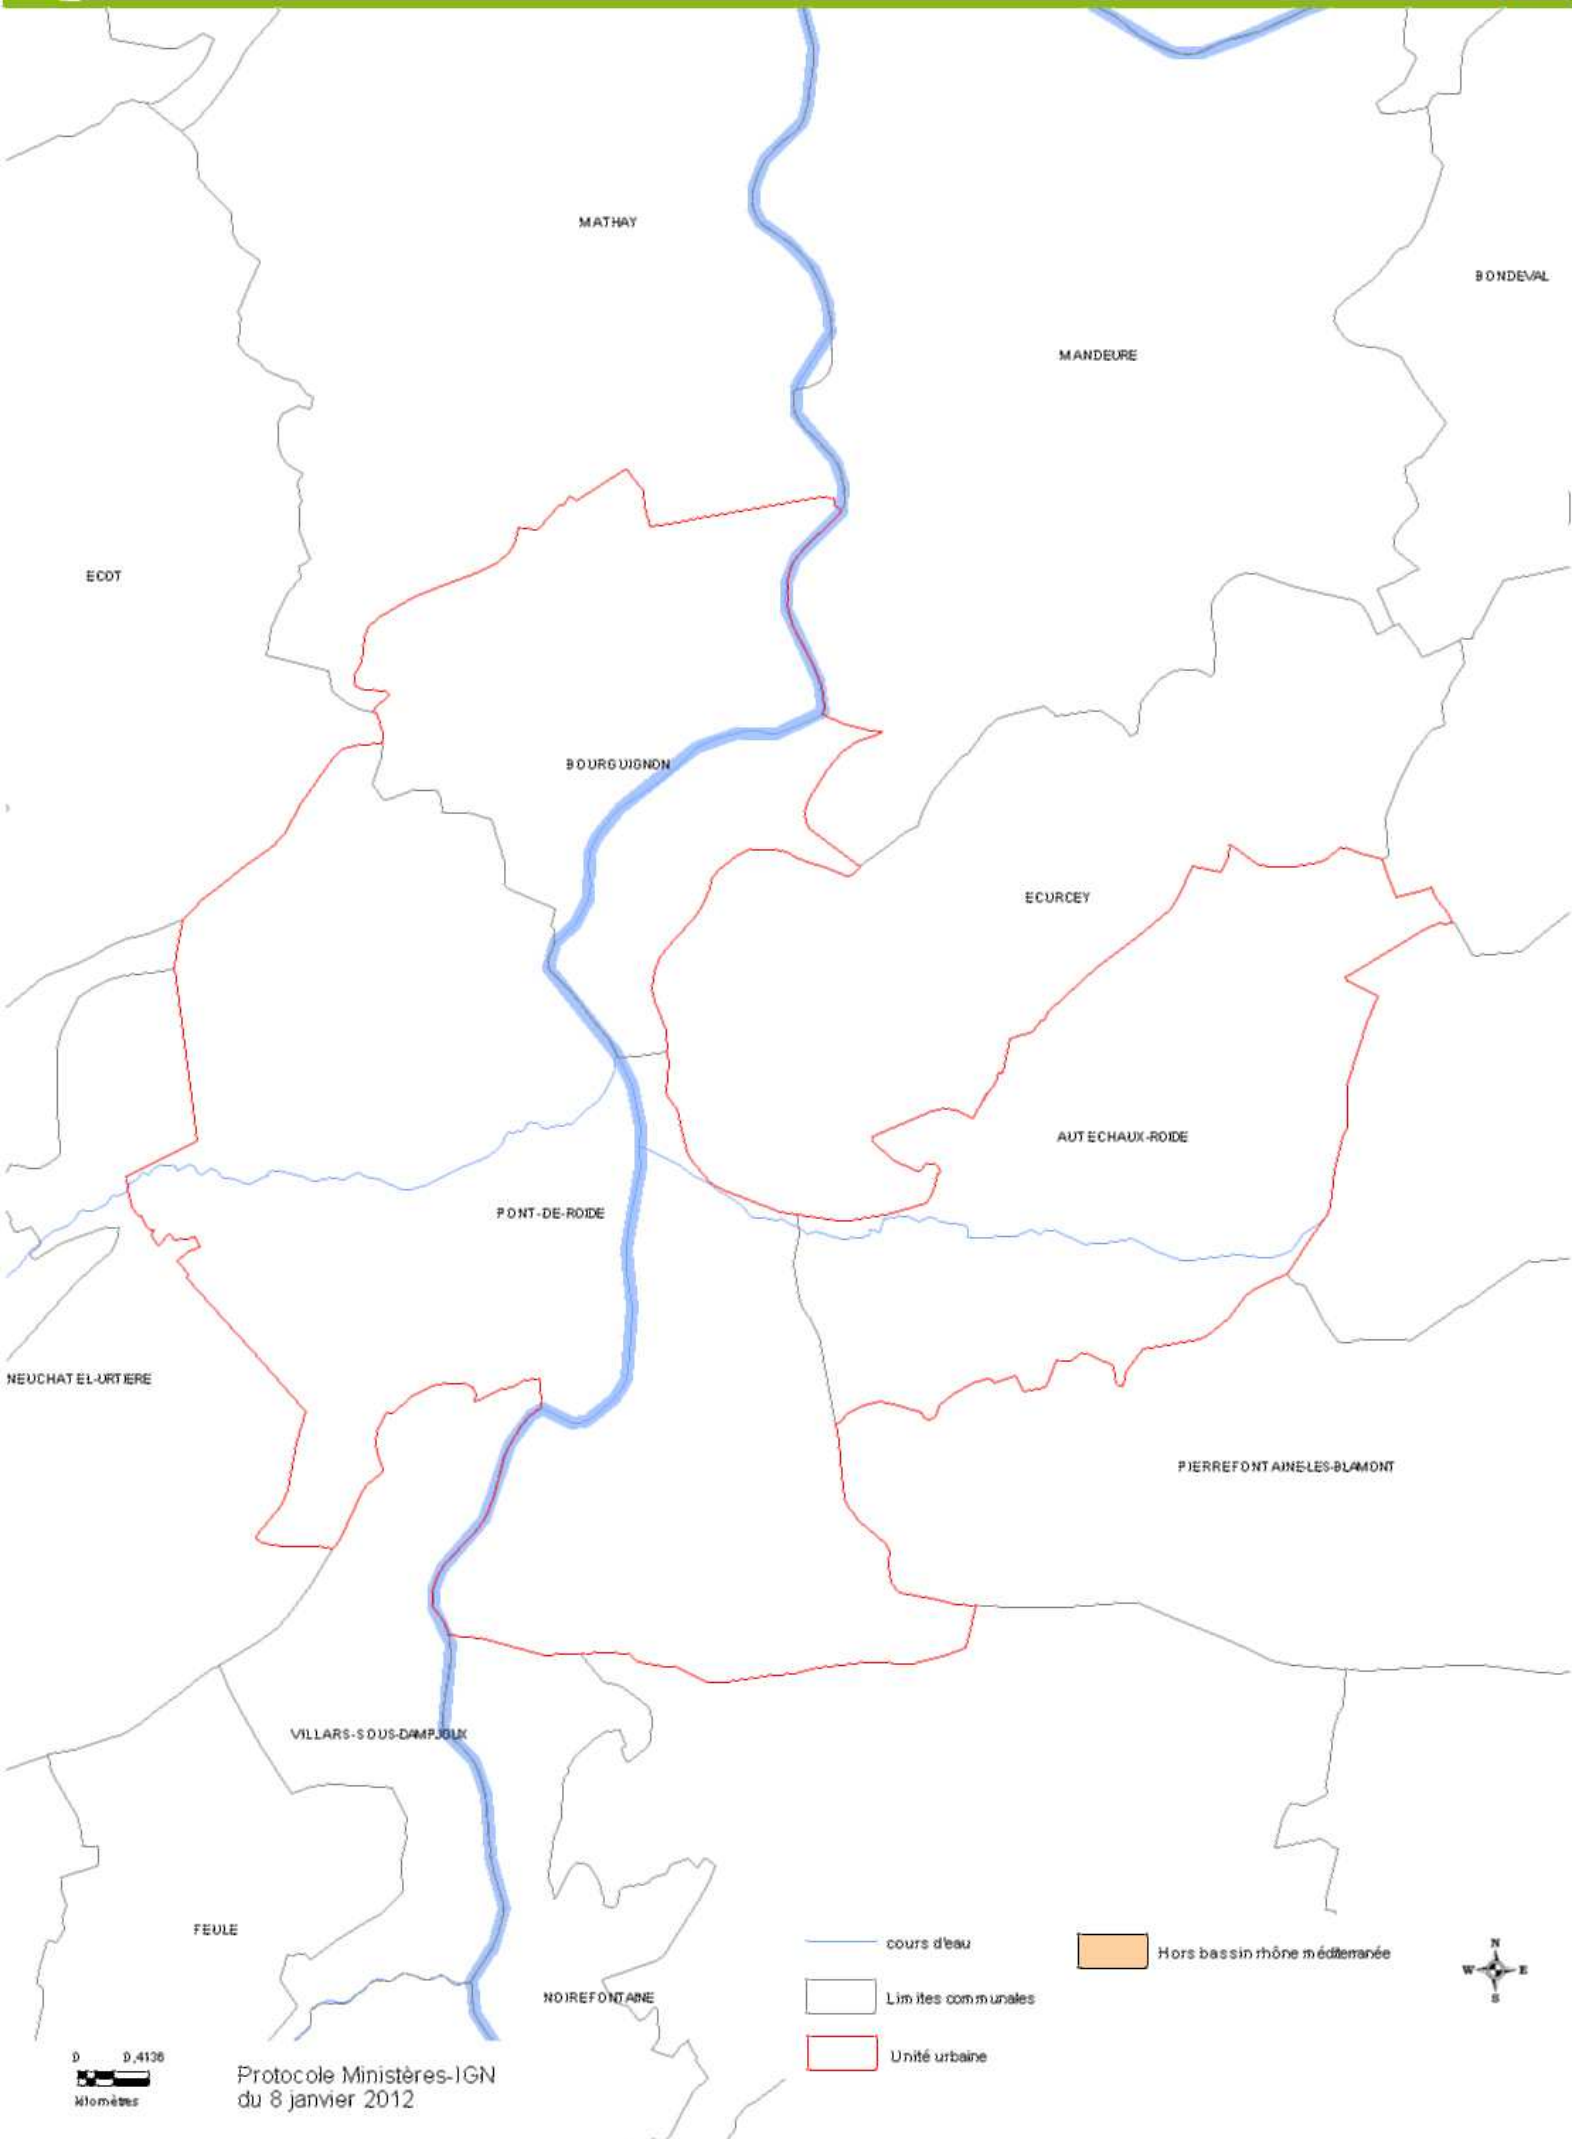 MATHAY
BONDEVAL
MANDEURE
ECOT
BOURGUIGNON
ECURCEY
AUTECHAUX-ROIDE
PONT-DE-ROIDE
NEUCHATEL-URTIERE
PIERREFONTAINE-LES-BLAMONT
VILLARS-SOUS-DAMPJOUX
FEULE
NOIREFONTAINE
cours d'eau
Limites communales
Unité urbaine
Hors bassin rhône méditerranée
N
W E
S
0 0,4136
kilomètres
Protocole Ministères-IGN
du 8 janvier 2012